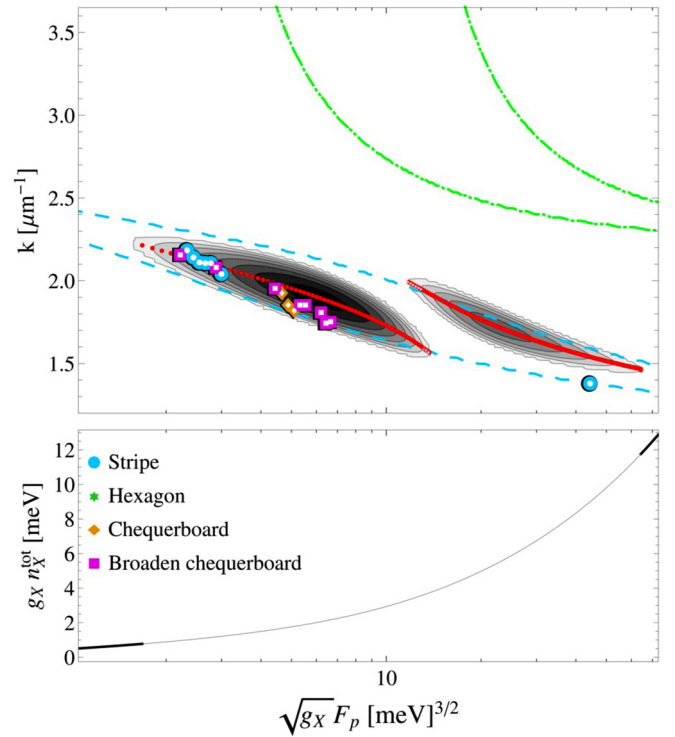 3.5
3.0
k [μm⁻¹]
2.5
2.0
1.5
12
10
8
6
4
2
0
g_X n_X^tot [meV]
Stripe
Hexagon
Chequerboard
Broaden chequerboard
10
√g_X F_p [meV]^3/2